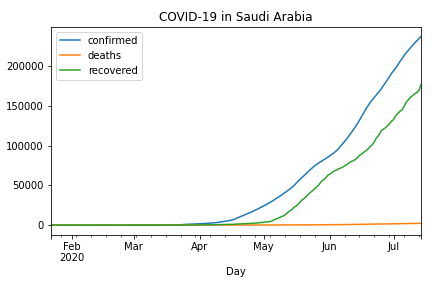 COVID-19 in Saudi Arabia
confirmed
deaths
recovered
200000
150000
100000
50000
0
Feb Mar Apr May Jun Jul
2020
Day